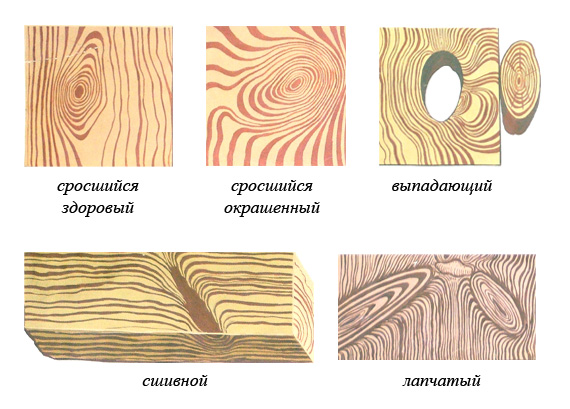 сросшийся
здоровый
сросшийся
окрашенный
выпадающий
сшивной
лапчатый